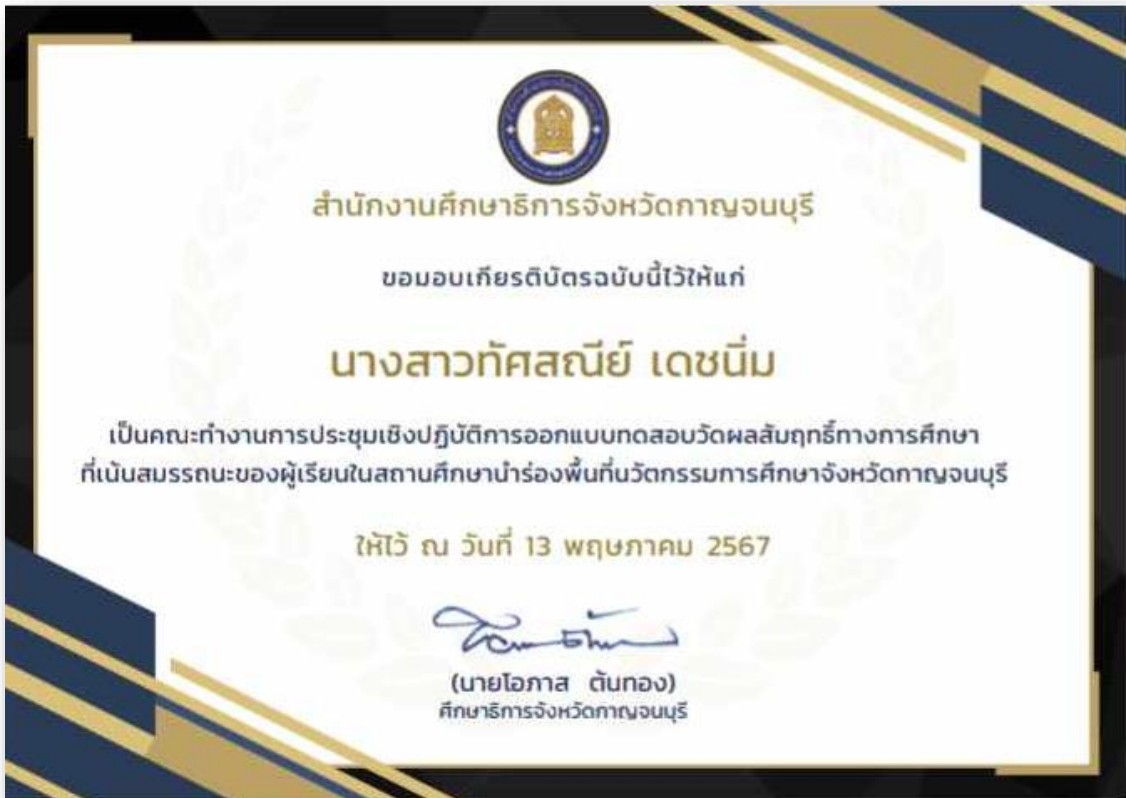 สำนักงานศึกษาธิการจังหวัดกาญจนบุรี
ขอมอบเกียรติบัตรฉบับนี้ไว้ให้แก่
นางสาวทัศสณีย์ เดชนิ่ม
เป็นคณะทำงานการประชุมเชิงปฏิบัติการออกแบบทดสอบวัดผลสัมฤทธิ์ทางการศึกษา
ที่เน้นสมรรถนะของผู้เรียนในสถานศึกษานำร่องพื้นที่นวัตกรรมการศึกษาจังหวัดกาญจนบุรี
ให้ไว้ ณ วันที่ 13 พฤษภาคม 2567
(นายโอภาส ต้นทอง)
ศึกษาธิการจังหวัดกาญจนบุรี